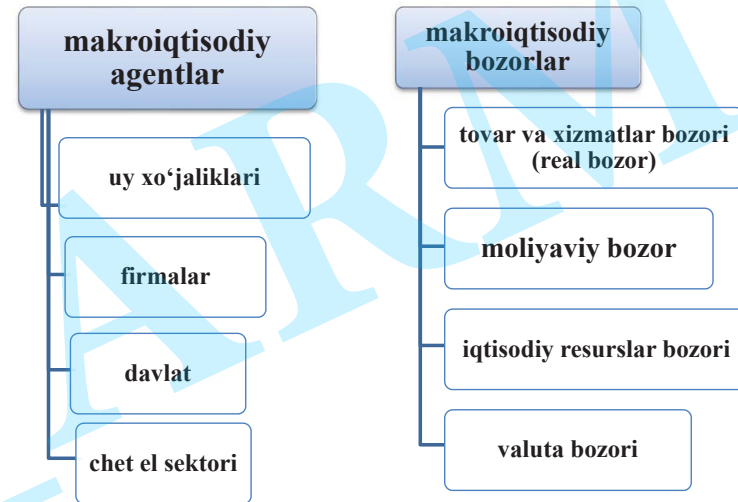 makroiqtisodiy
agentlar
uy xo‘jaliklari
firmalar
davlat
chet el sektori
makroiqtisodiy
bozorlar
tovar va xizmatlar bozori
(real bozor)
moliyaviy bozor
iqtisodiy resurslar bozori
valuta bozori